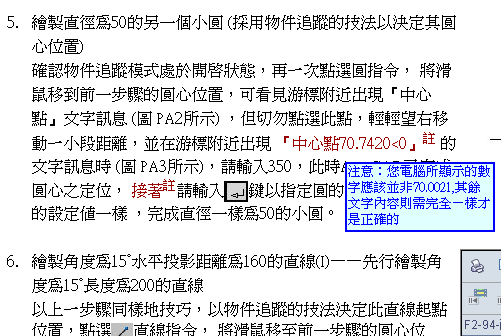 5. 繪製直徑為50的另一個小圓 (採用物件追蹤的技法以決定其圓
心位置)
確認物件追蹤模式處於開啓狀態，再一次點選圓指令， 將滑
鼠移到前一步驟的圓心位置，可看見游標附近出現「中心
點」文字訊息 (圖 PA2所示) ，但切勿點選此點，輕輕望右移
動一小段距離，並在游標附近出現 「中心點70.7420<0」註 的
文字訊息時 (圖 PA3所示)，請輸入350，此時
圓心之定位， 接著註請輸入 鍵以指定圓的
的設定值一樣 ，完成直徑一樣為50的小圓。
注意：您電腦所顯示的數
字應該並非70.0021,其餘
文字內容則需完全一樣才
是正確的
6. 繪製角度為15°水平投影距離為160的直線(I)——先行繪製角
度為15°長度為200的直線
以上一步驟同樣地技巧，以物件追蹤的技法決定此直線起點
位置，點選 直線指令， 將滑鼠移至前一步驟的圓心位
F2-94-